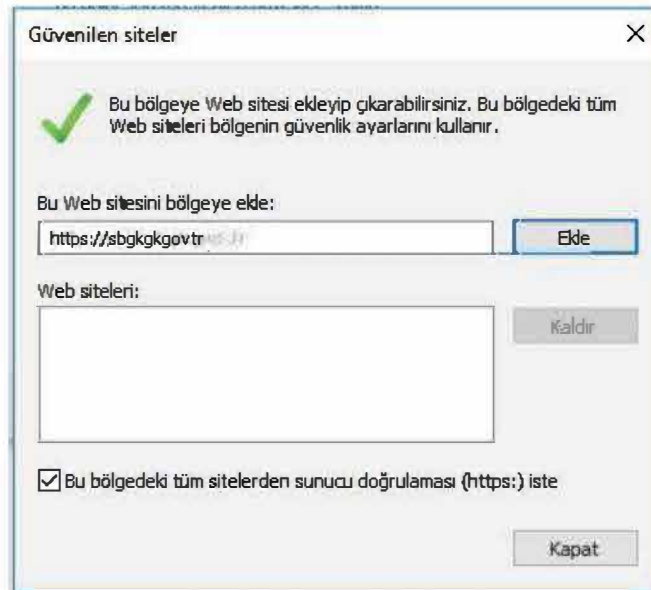 Güvenilen siteler
Bu bölgeye Web sitesi ekleyip çıkarabilirsiniz. Bu bölgedeki tüm
Web siteleri bölgenin güvenlik ayarlarını kullanır.
Bu Web sitesini bölgeye ekle:
https://sbgkgkgovtr
Ekle
Web siteleri:
Kaldır
Bu bölgedeki tüm sitelerden sunucu doğrulaması (https:) iste
Kapat